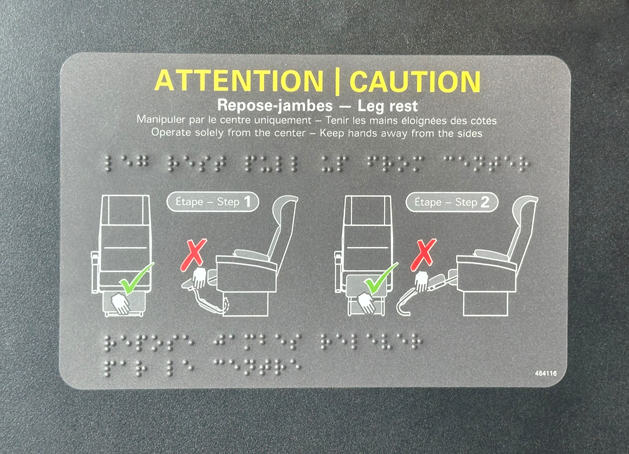 ATTENTION | CAUTION
Repose-jambes — Leg rest
Manipuler par le centre uniquement – Tenir les mains éloignées des côtés
Operate solely from the center – Keep hands away from the sides
Étape – Step 1
Étape – Step 2
484116